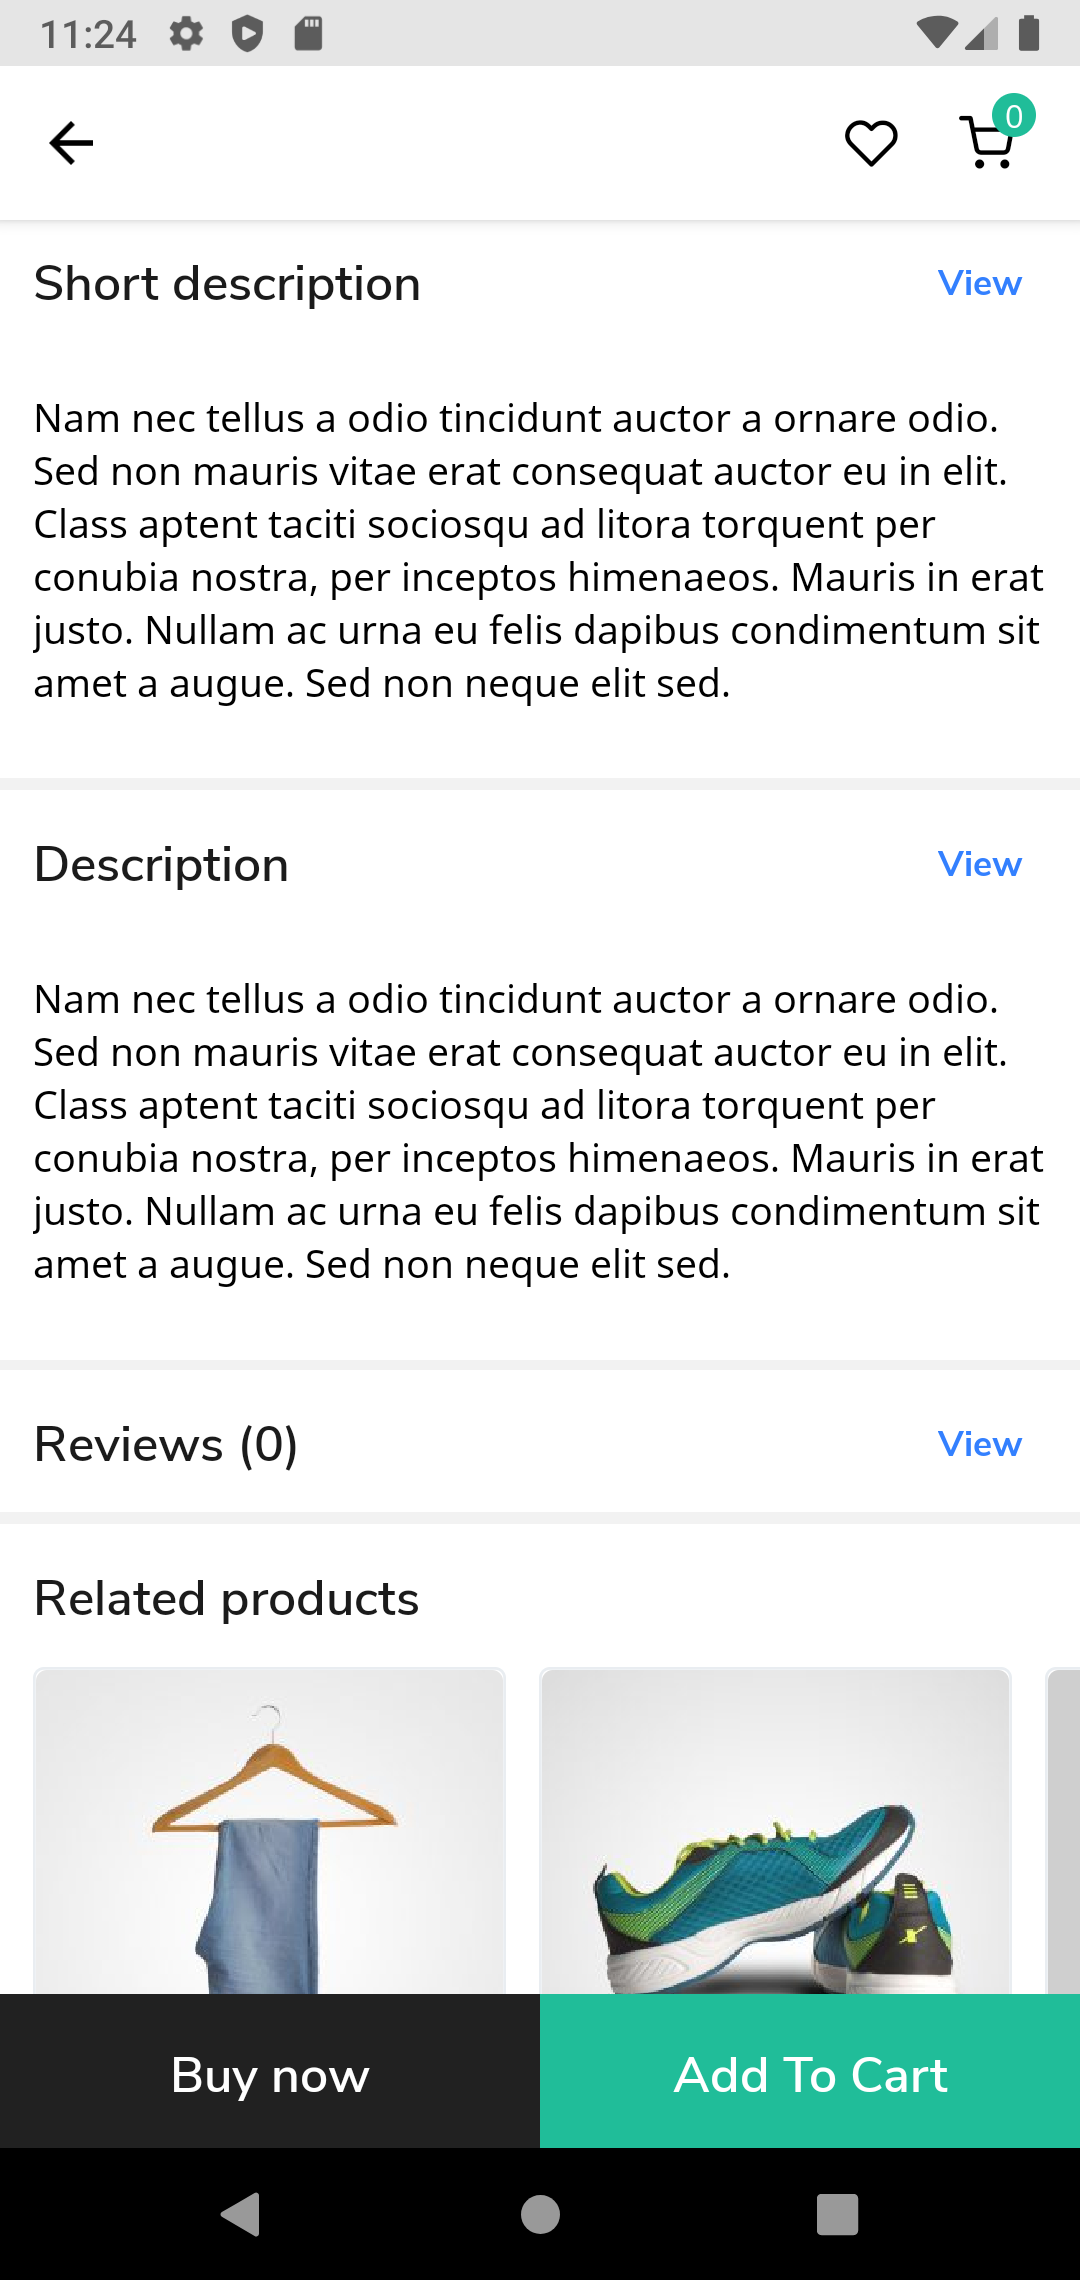 11:24
0
Short description View
Nam nec tellus a odio tincidunt auctor a ornare odio.
Sed non mauris vitae erat consequat auctor eu in elit.
Class aptent taciti sociosqu ad litora torquent per
conubia nostra, per inceptos himenaeos. Mauris in erat
justo. Nullam ac urna eu felis dapibus condimentum sit
amet a augue. Sed non neque elit sed.
Description View
Nam nec tellus a odio tincidunt auctor a ornare odio.
Sed non mauris vitae erat consequat auctor eu in elit.
Class aptent taciti sociosqu ad litora torquent per
conubia nostra, per inceptos himenaeos. Mauris in erat
justo. Nullam ac urna eu felis dapibus condimentum sit
amet a augue. Sed non neque elit sed.
Reviews (0) View
Related products
Buy now Add To Cart